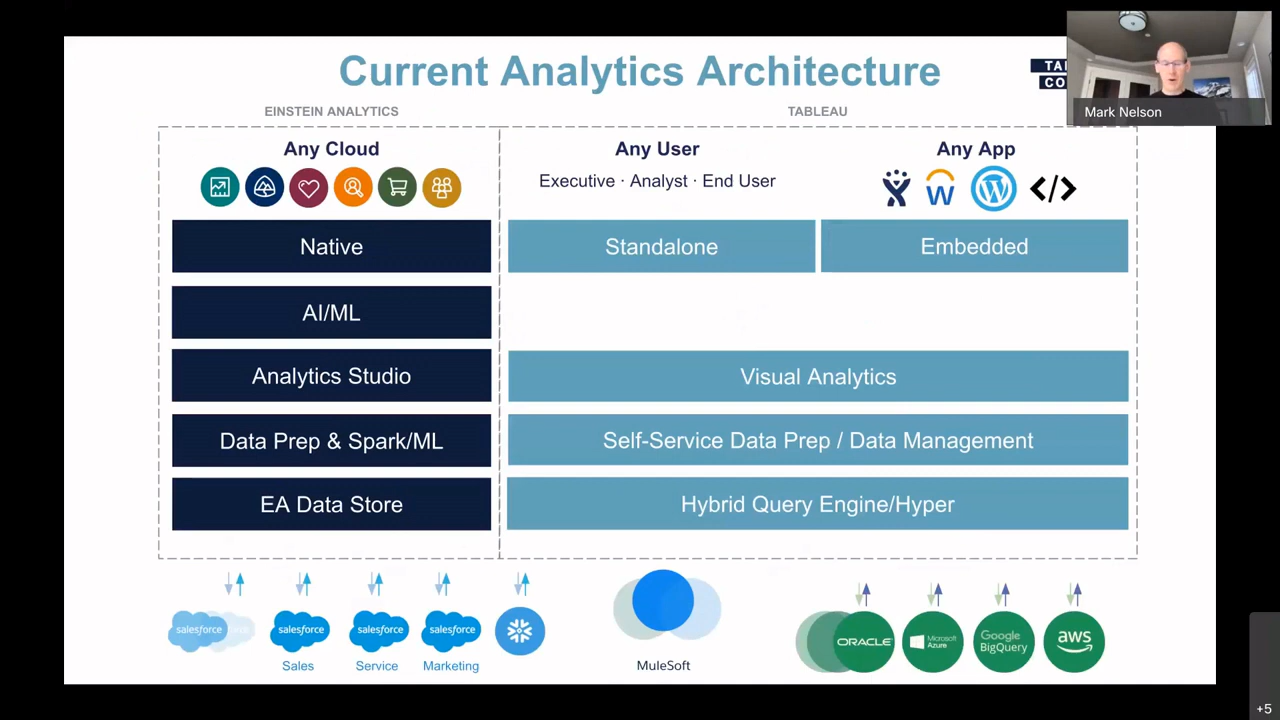 Current Analytics Architecture
TA
CO
Mark Nelson
EINSTEIN ANALYTICS
TABLEAU
Any Cloud
Any User
Any App
Executive · Analyst · End User
W
W
</>
Native
Standalone
Embedded
AI/ML
Analytics Studio
Visual Analytics
Data Prep & Spark/ML
Self-Service Data Prep / Data Management
EA Data Store
Hybrid Query Engine/Hyper
salesforce
salesforce
salesforce
salesforce
ORACLE
Microsoft
Azure
Google
BigQuery
aws
Sales
Service
Marketing
MuleSoft
+5